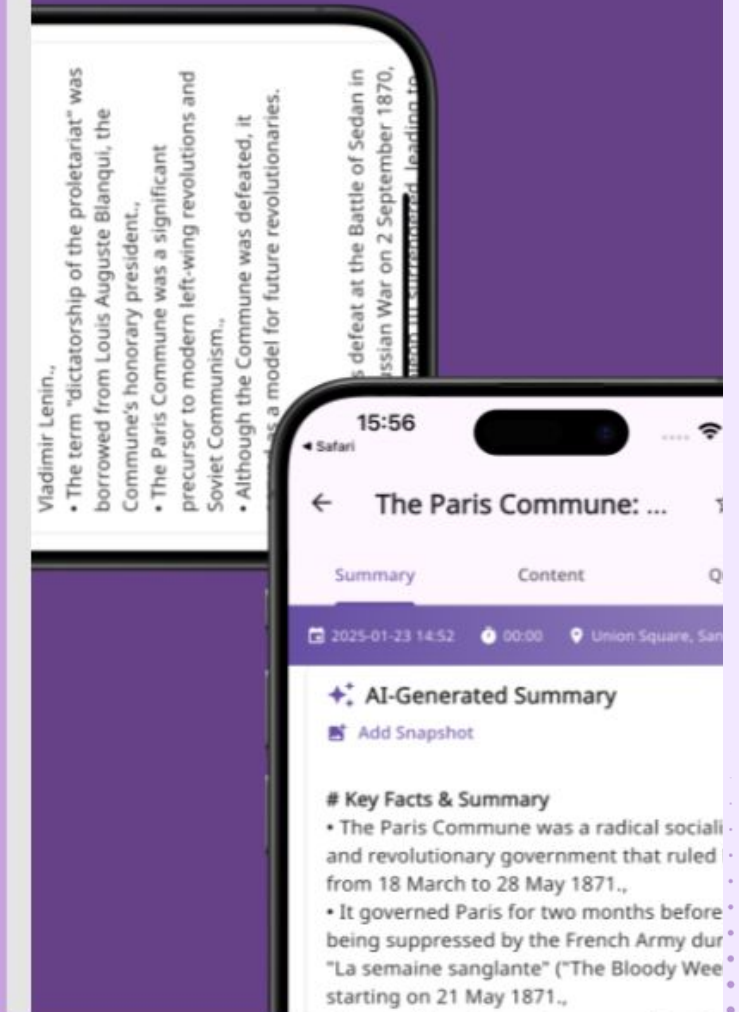 Vladimir Lenin.,
• The term "dictatorship of the proletariat" was
borrowed from Louis Auguste Blanqui, the
Commune's honorary president.,
• The Paris Commune was a significant
precursor to modern left-wing revolutions and
Soviet Communism.,
• Although the Commune was defeated, it
as a model for future revolutionaries.
defeat at the Battle of Sedan in
War on 2 September 1870,
III surrendered, leading to
15:56
◀ Safari
← The Paris Commune: ...
Summary Content
2025-01-23 14:52 00:00 Union Square,
AI-Generated Summary
Add Snapshot
# Key Facts & Summary
• The Paris Commune was a radical
and revolutionary government that ruled
from 18 March to 28 May 1871.,
• It governed Paris for two months before
being suppressed by the French Army
"La semaine sanglante" ("The Bloody
starting on 21 May 1871.,